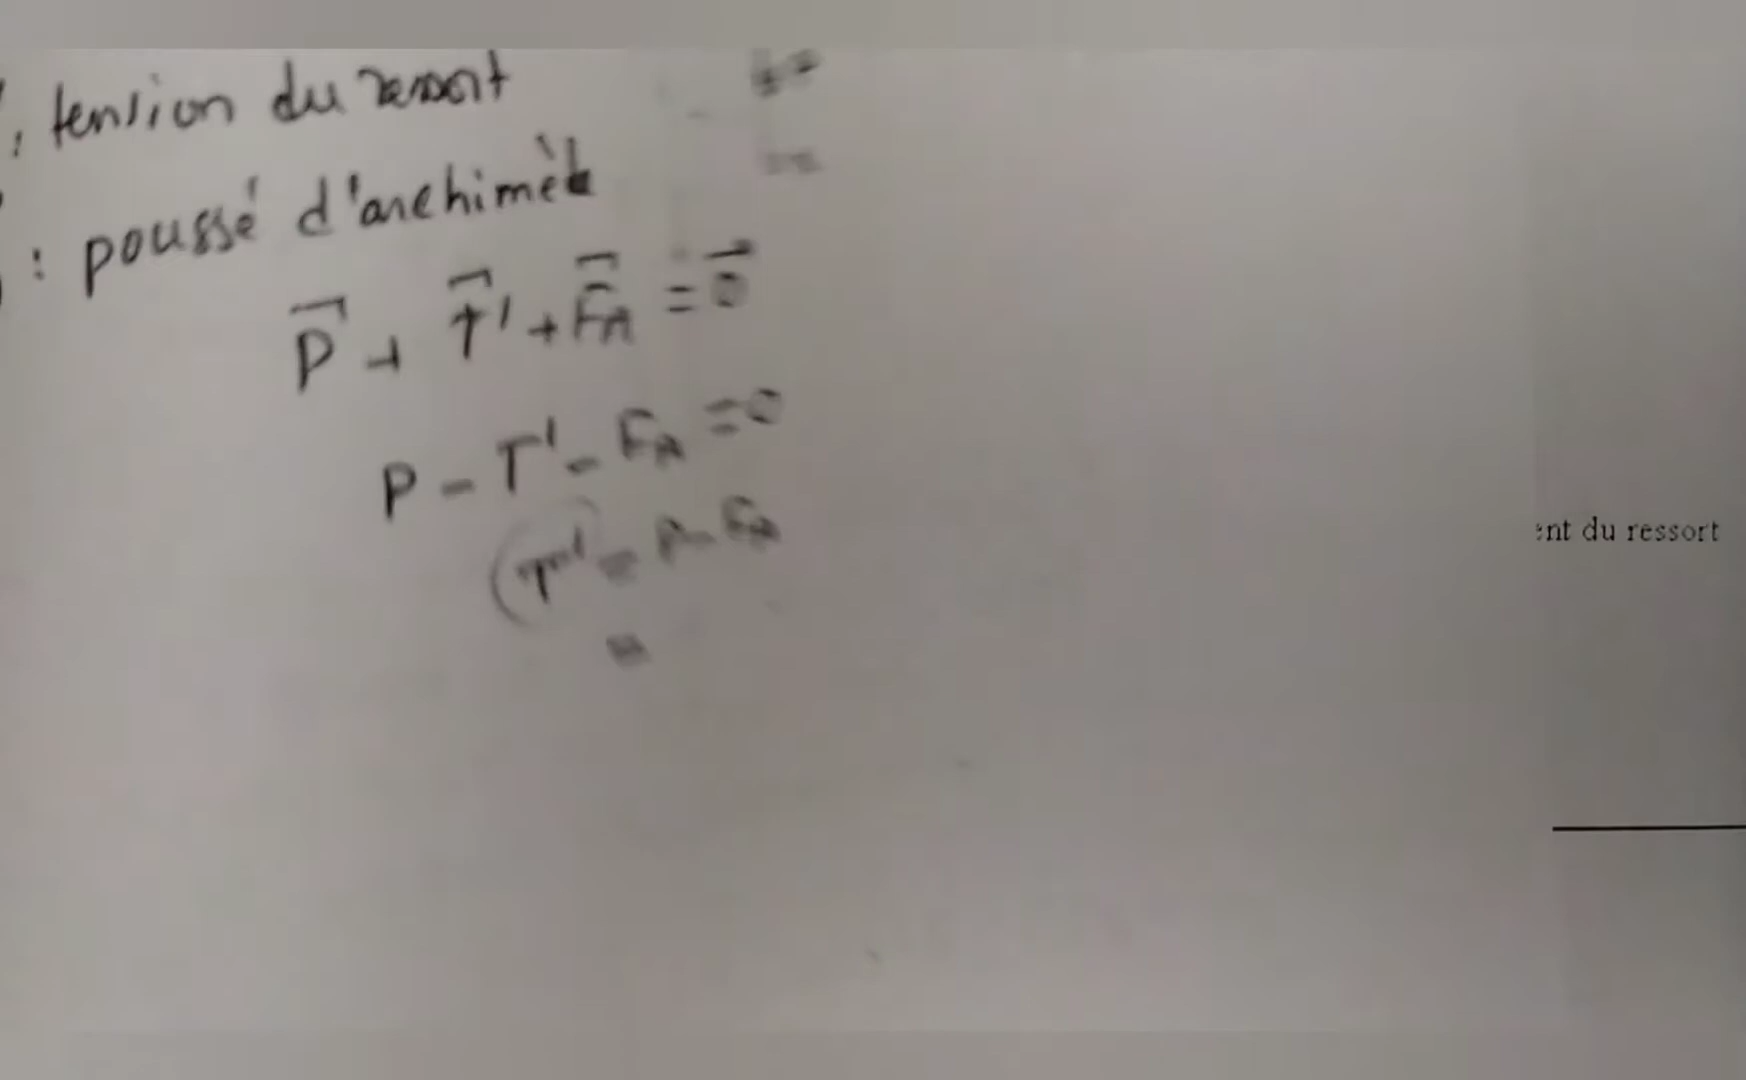 : tension du ressort
: poussé d'archimède
P + T' + FA = 0
P - T' - FA = 0
(T' = P - FA
=
ent du ressort